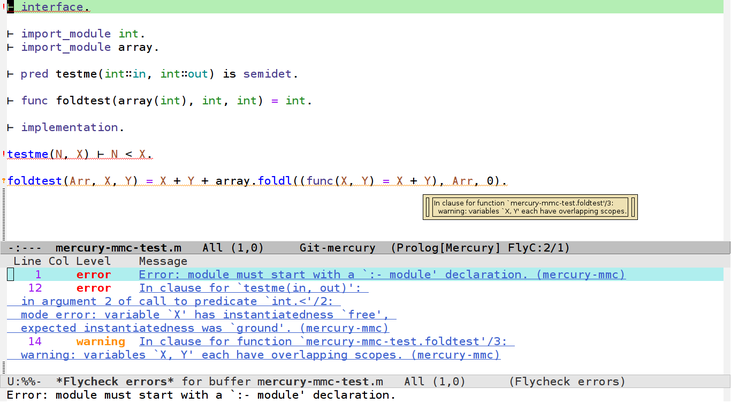 ⊢ interface.
⊢ import_module int.
⊢ import_module array.
⊢ pred testme(int∷in, int∷out) is semidet.
⊢ func foldtest(array(int), int, int) = int.
⊢ implementation.
testme(N, X) ⊢ N < X.
foldtest(Arr, X, Y) = X + Y + array.foldl((func(X, Y) = X + Y), Arr, 0).
In clause for function `mercury-mmc-test.foldtest'/3:
warning: variables `X, Y' each have overlapping scopes.
-:--- mercury-mmc-test.m All (1,0) Git-mercury (Prolog[Mercury] FlyC:2/1)
Line Col Level Message
1 error Error: module must start with a `:- module' declaration. (mercury-mmc)
12 error In clause for `testme(in, out)':
in argument 2 of call to predicate `int.<'/2:
mode error: variable `X' has instantiatedness `free',
expected instantiatedness was `ground'. (mercury-mmc)
14 warning In clause for function `mercury-mmc-test.foldtest'/3:
warning: variables `X, Y' each have overlapping scopes. (mercury-mmc)
U:%%- *Flycheck errors* for buffer mercury-mmc-test.m All (1,0) (Flycheck errors)
Error: module must start with a `:- module' declaration.